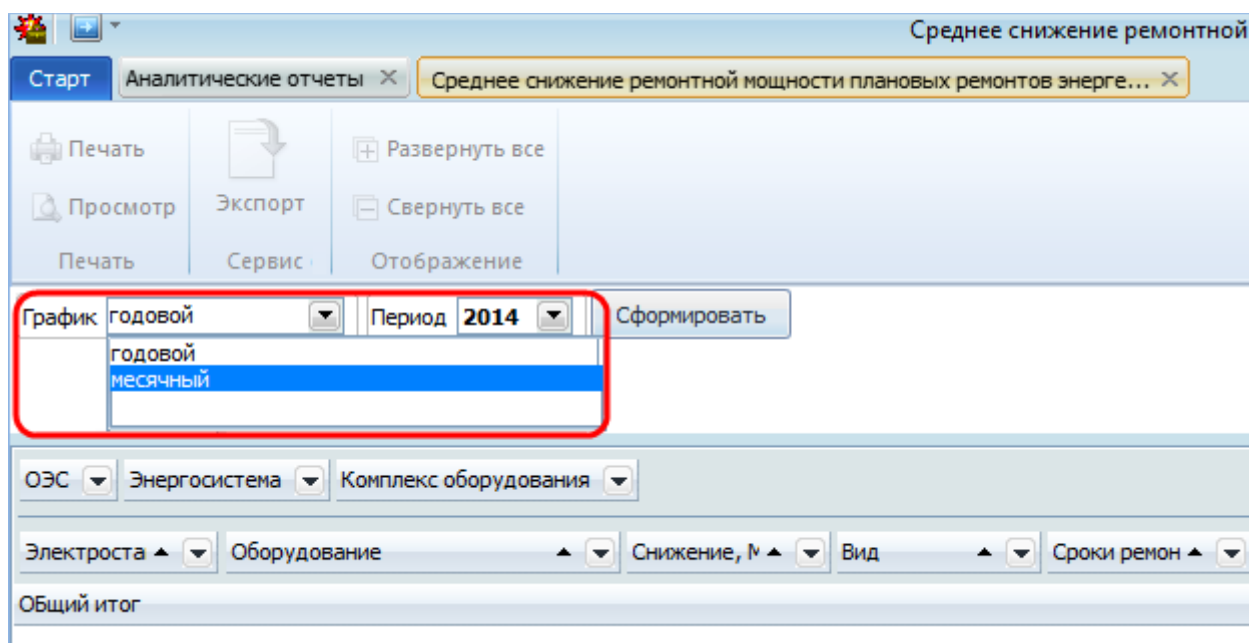 Среднее снижение ремонтной
Старт Аналитические отчеты Среднее снижение ремонтной мощности плановых ремонтов энерге...
Печать Экспорт Развернуть все
Просмотр Свернуть все
Печать Сервис Отображение
График годовой Период 2014 Сформировать
годовой
месячный
ОЭС Энергосистема Комплекс оборудования
Электроста Оборудование Снижение, М Вид Сроки ремон
ОБщий итог